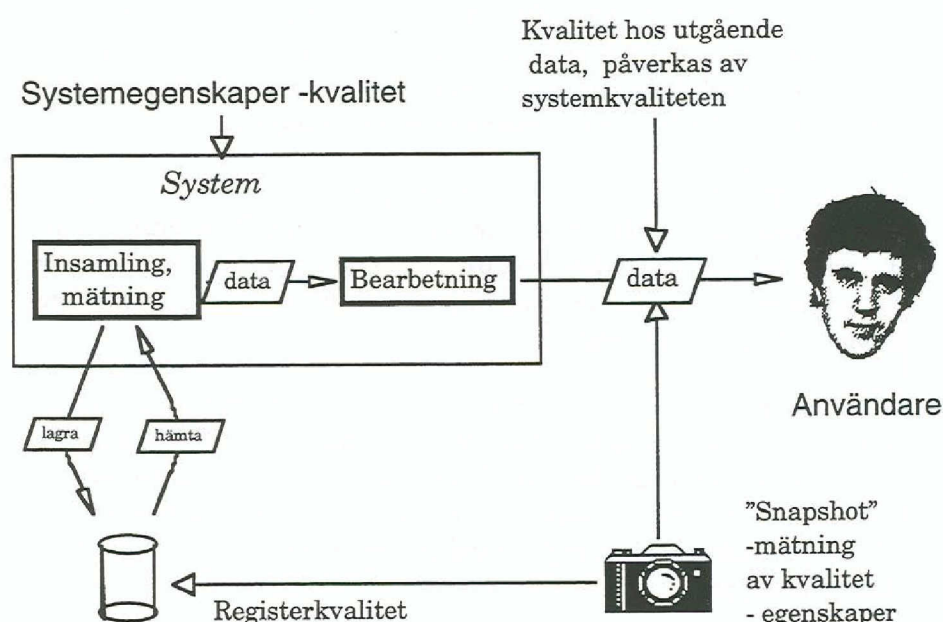 Kvalitet hos utgående
data, påverkas av
systemkvaliteten
Systemegenskaper -kvalitet
System
Insamling,
mätning
data
Bearbetning
data
Användare
lagra
hämta
"Snapshot"
-mätning
av kvalitet
- egenskaper
Registerkvalitet